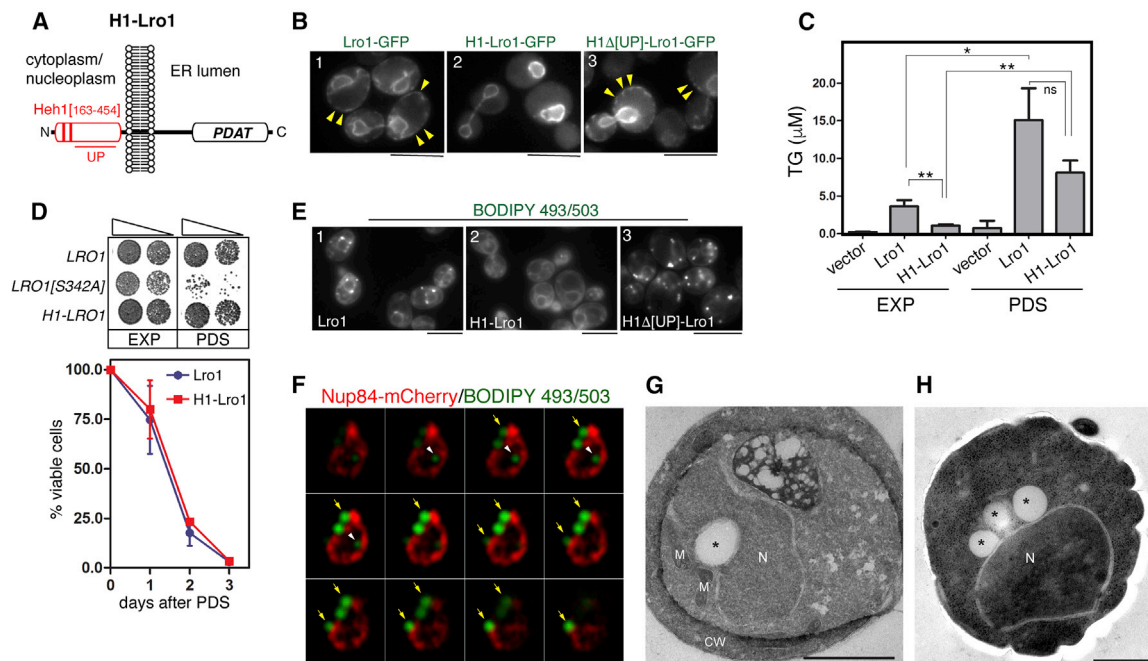 A
H1-Lro1
cytoplasm/
nucleoplasm
ER lumen
Heh1[163-454]
N
PDAT
C
UP
B
Lro1-GFP
H1-Lro1-GFP
H1Δ[UP]-Lro1-GFP
1
2
3
C
*
**
ns
**
TG (μM)
20.0
15.0
10.0
5.0
0.0
vector
Lro1
H1-Lro1
vector
Lro1
H1-Lro1
EXP
PDS
D
LRO1
LRO1[S342A]
H1-LRO1
EXP
PDS
100.0
75.0
50.0
25.0
0.0
Lro1
H1-Lro1
% viable cells
0
1
2
3
days after PDS
E
BODIPY 493/503
1
2
3
Lro1
H1-Lro1
H1Δ[UP]-Lro1
F
Nup84-mCherry/BODIPY 493/503
G
*
N
M
M
CW
H
*
*
*
N